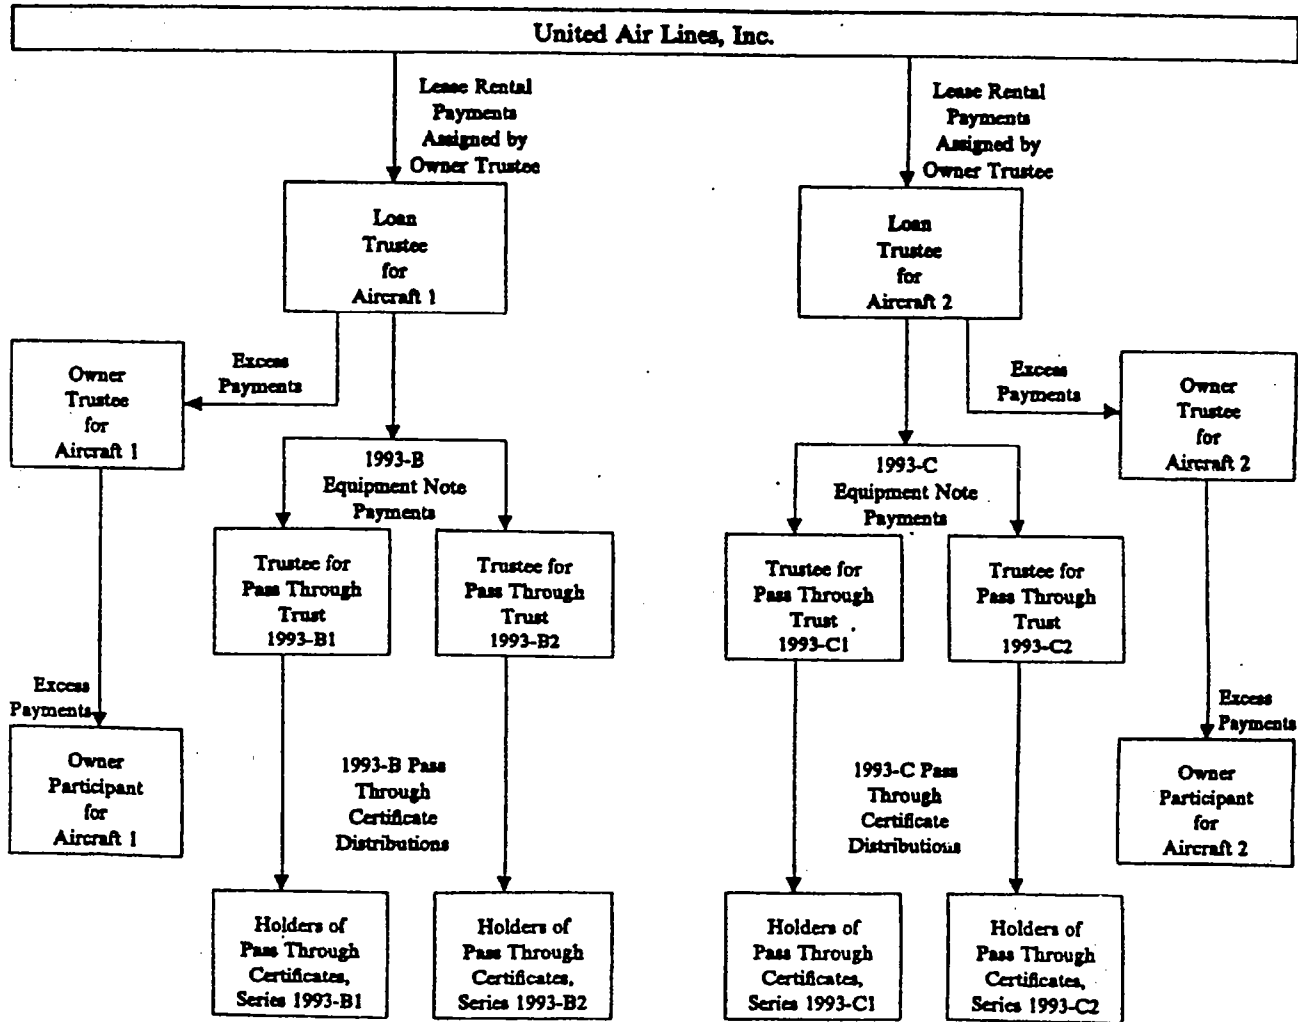 United Air Lines, Inc.
Lease Rental
Payments
Assigned by
Owner Trustee
Lease Rental
Payments
Assigned by
Owner Trustee
Loan
Trustee
for
Aircraft 1
Loan
Trustee
for
Aircraft 2
Owner
Trustee
for
Aircraft 1
Excess
Payments
Excess
Payments
Owner
Trustee
for
Aircraft 2
1993-B
Equipment Note
Payments
1993-C
Equipment Note
Payments
Trustee for
Pass Through
Trust
1993-B1
Trustee for
Pass Through
Trust
1993-B2
Trustee for
Pass Through
Trust
1993-C1
Trustee for
Pass Through
Trust
1993-C2
Excess
Payments
Excess
Payments
Owner
Participant
for
Aircraft 1
1993-B Pass
Through
Certificate
Distributions
1993-C Pass
Through
Certificate
Distributions
Owner
Participant
for
Aircraft 2
Holders of
Pass Through
Certificates,
Series 1993-B1
Holders of
Pass Through
Certificates,
Series 1993-B2
Holders of
Pass Through
Certificates,
Series 1993-C1
Holders of
Pass Through
Certificates,
Series 1993-C2